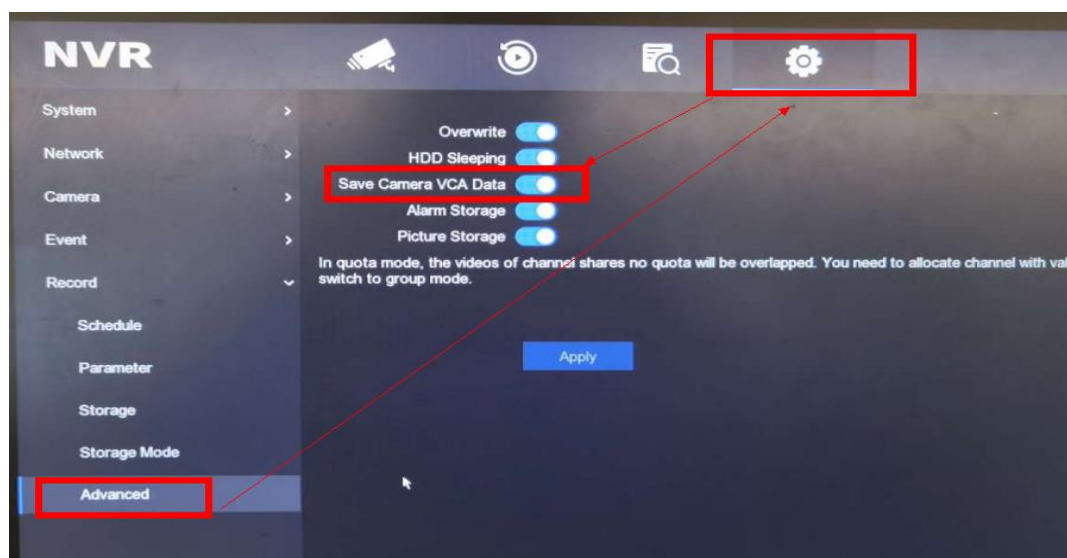 NVR
System
Network
Camera
Event
Record
Schedule
Parameter
Storage
Storage Mode
Advanced
Overwrite
HDD Sleeping
Save Camera VCA Data
Alarm Storage
Picture Storage
In quota mode, the videos of channel shares no quota will be overlapped. You need to allocate channel with
switch to group mode.
Apply